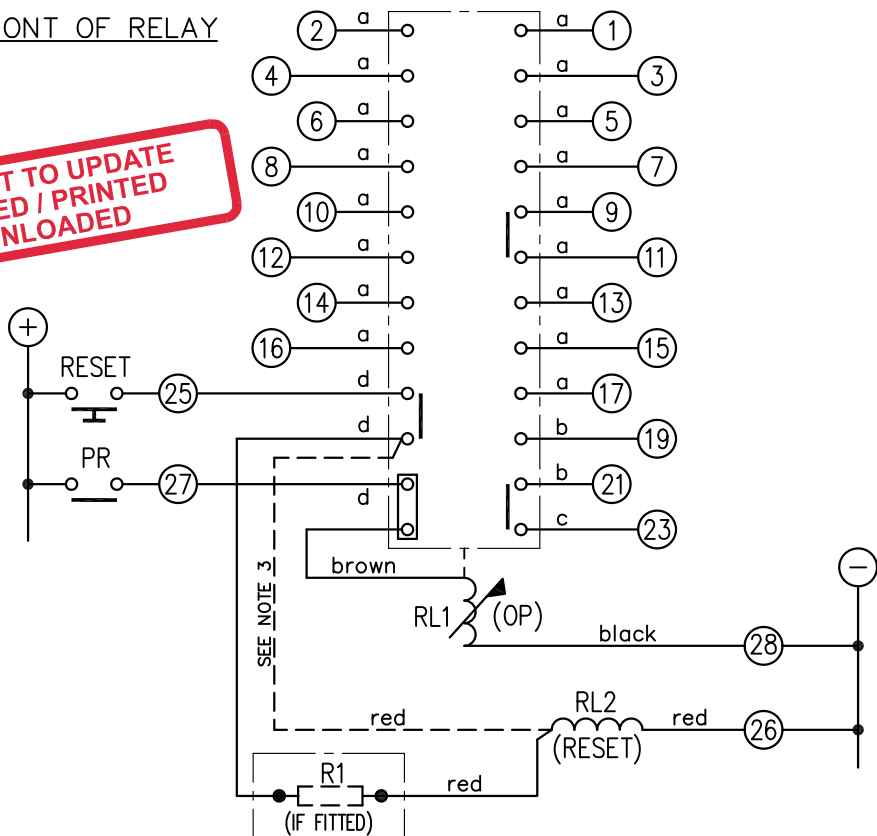 ONT OF RELAY
T TO UPDATE
ED / PRINTED
NLOADED
2 a a 1
4 a a 3
6 a a 5
8 a a 7
10 a a 9
12 a a 11
14 a a 13
16 a a 15
+
RESET 25 d a 17
d b 19
PR 27 d b 21
c 23
brown
SEE NOTE 3
RL1 (OP)
−
black 28
red RL2 red 26
(RESET)
R1 red
(IF FITTED)